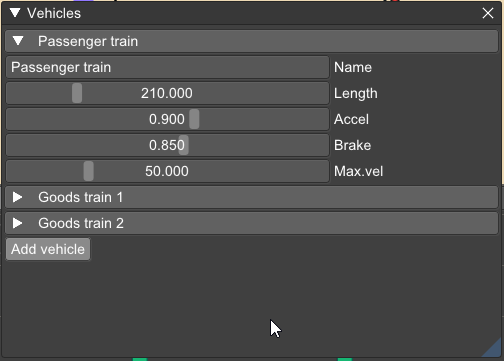 Vehicles
Passenger train
Passenger train Name
210.000 Length
0.900 Accel
0.850 Brake
50.000 Max.vel
Goods train 1
Goods train 2
Add vehicle